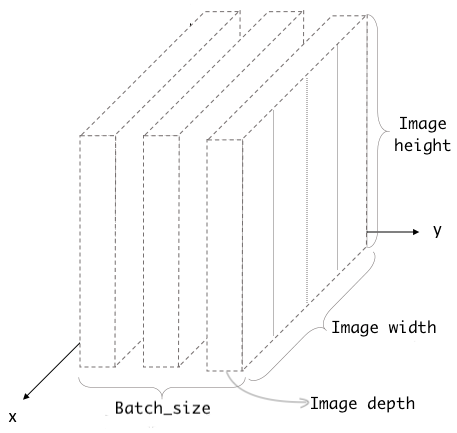 Image
height
y
Image width
Image depth
Batch_size
x